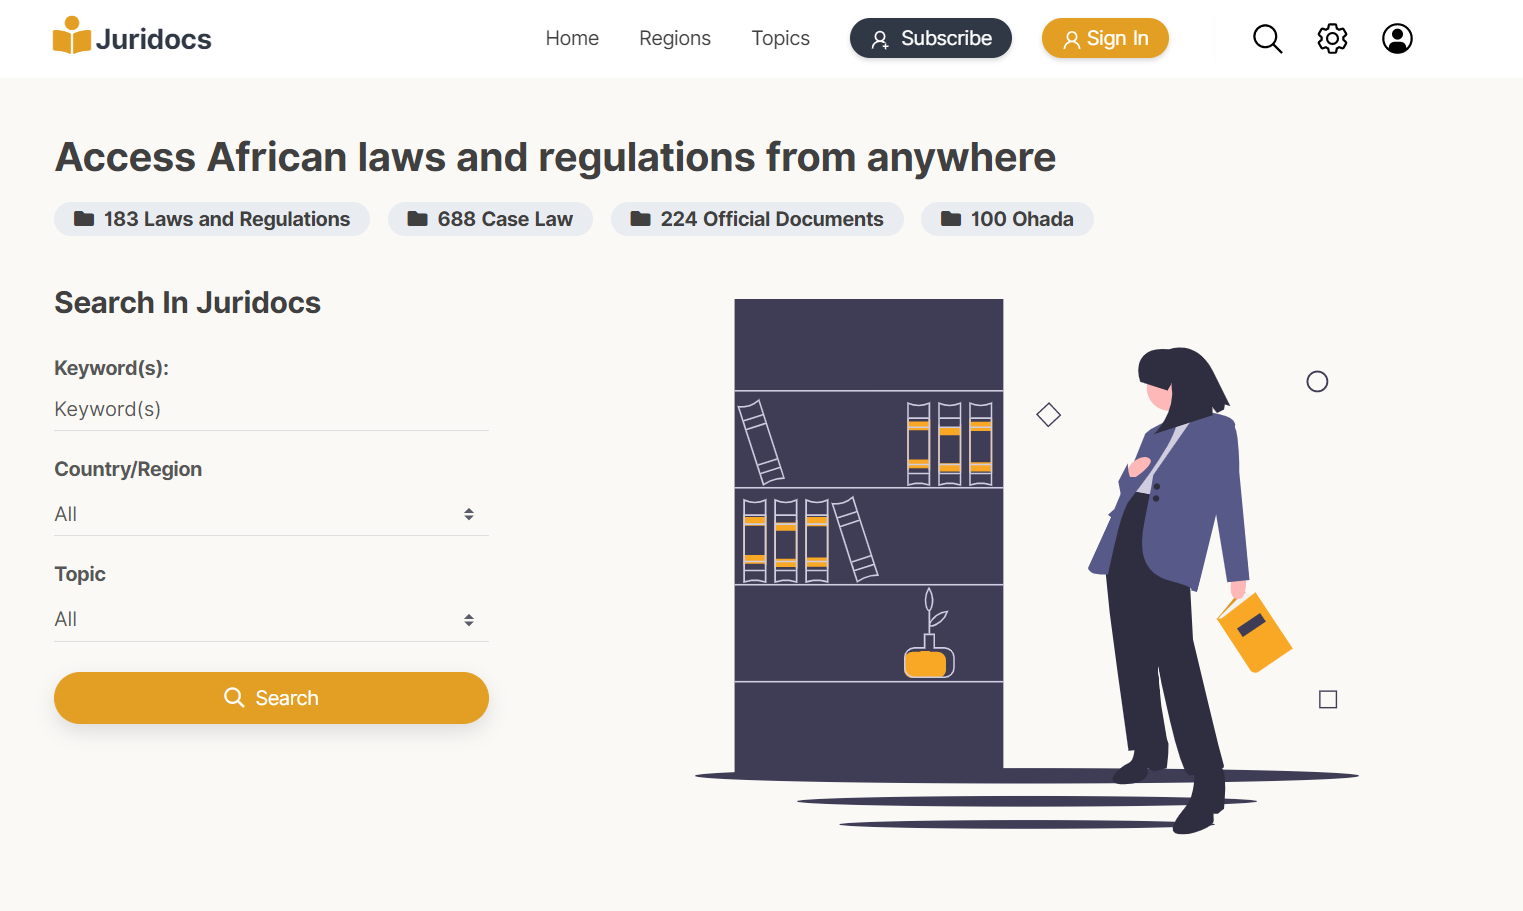 Juridocs
Home
Regions
Topics
Subscribe
Sign In
Access African laws and regulations from anywhere
183 Laws and Regulations
688 Case Law
224 Official Documents
100 Ohada
Search In Juridocs
Keyword(s):
Keyword(s)
Country/Region
All
Topic
All
Search